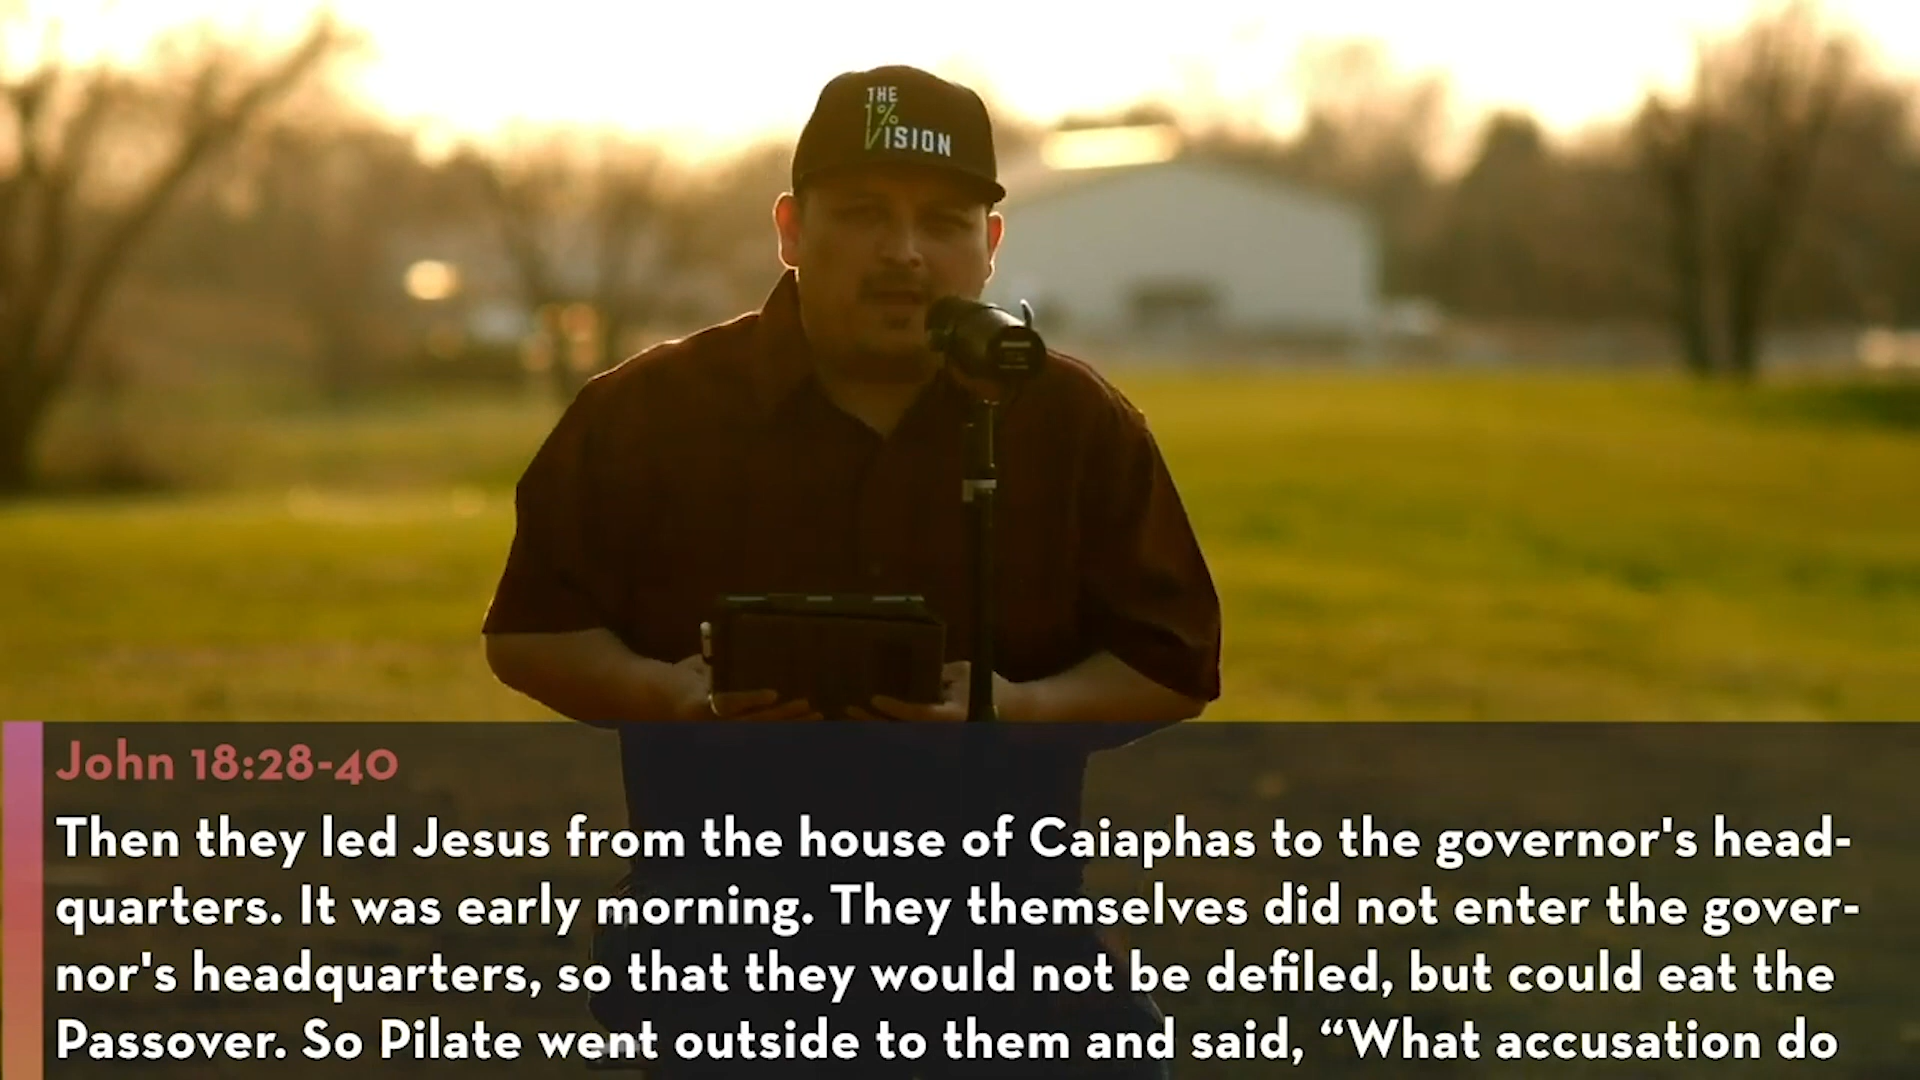 THE
1%
VISION
John 18:28-40
Then they led Jesus from the house of Caiaphas to the governor's head-
quarters. It was early morning. They themselves did not enter the gover-
nor's headquarters, so that they would not be defiled, but could eat the
Passover. So Pilate went outside to them and said, “What accusation do